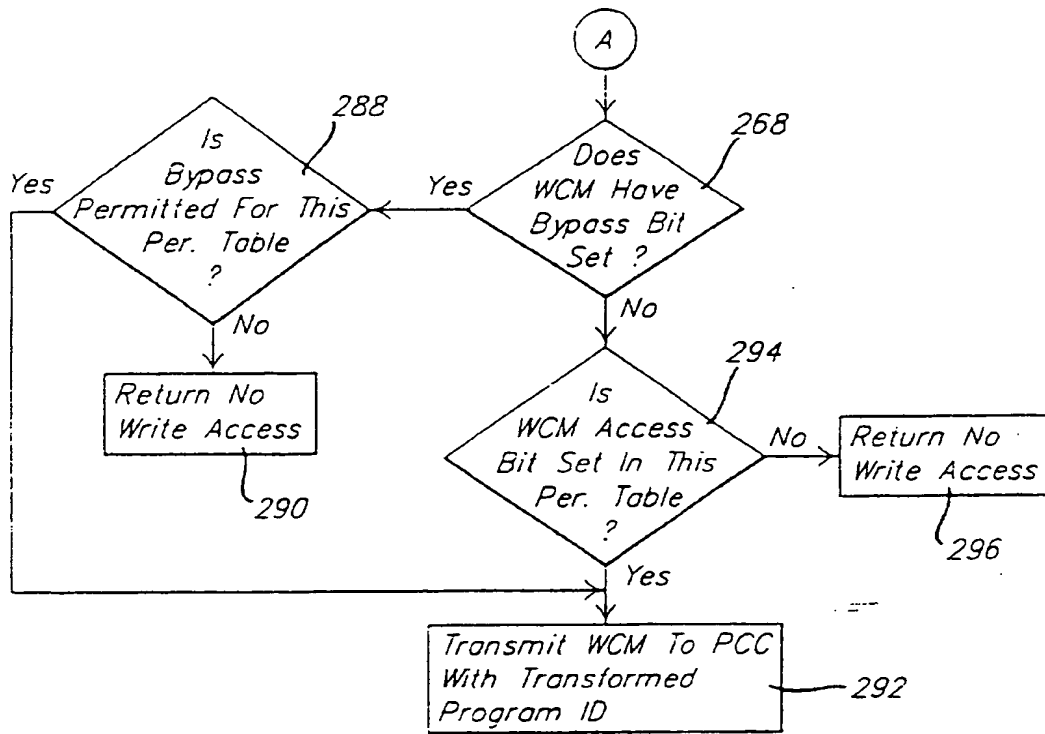 A
268
Does
WCM Have
Bypass Bit
Set ?
Yes
No
288
Is
Bypass
Permitted For This
Per. Table
?
Yes
No
Return No
Write Access
290
294
Is
WCM Access
Bit Set In This
Per. Table
?
No
Yes
Return No
Write Access
296
Transmit WCM To PCC
With Transformed
Program ID
292